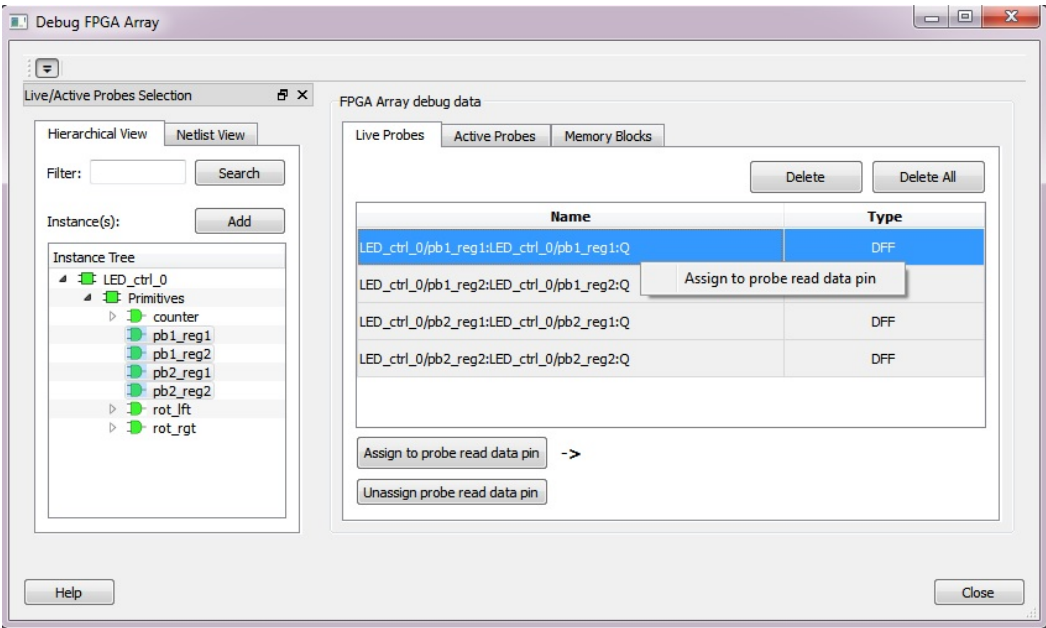 Debug FPGA Array
Live/Active Probes Selection
Hierarchical View
Netlist View
Filter:
Search
Instance(s):
Add
Instance Tree
LED_ctrl_0
Primitives
counter
pb1_reg1
pb1_reg2
pb2_reg1
pb2_reg2
rot_lft
rot_rgt
FPGA Array debug data
Live Probes
Active Probes
Memory Blocks
Delete
Delete All
Name Type
LED_ctrl_0/pb1_reg1:LED_ctrl_0/pb1_reg1:Q DFF
Assign to probe read data pin
LED_ctrl_0/pb1_reg2:LED_ctrl_0/pb1_reg2:Q
LED_ctrl_0/pb2_reg1:LED_ctrl_0/pb2_reg1:Q DFF
LED_ctrl_0/pb2_reg2:LED_ctrl_0/pb2_reg2:Q DFF
Assign to probe read data pin ->
Unassign probe read data pin
Help
Close